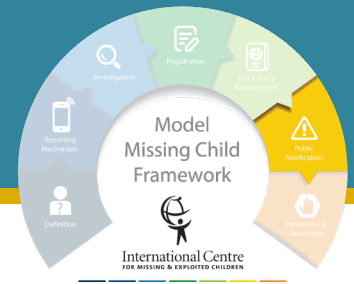 Definition
Reporting
Mechanism
Investigation
Registration
Exit & Entry
Requirements
Public
Notification
Prevention &
Awareness
Model
Missing Child
Framework
International Centre
FOR MISSING & EXPLOITED CHILDREN